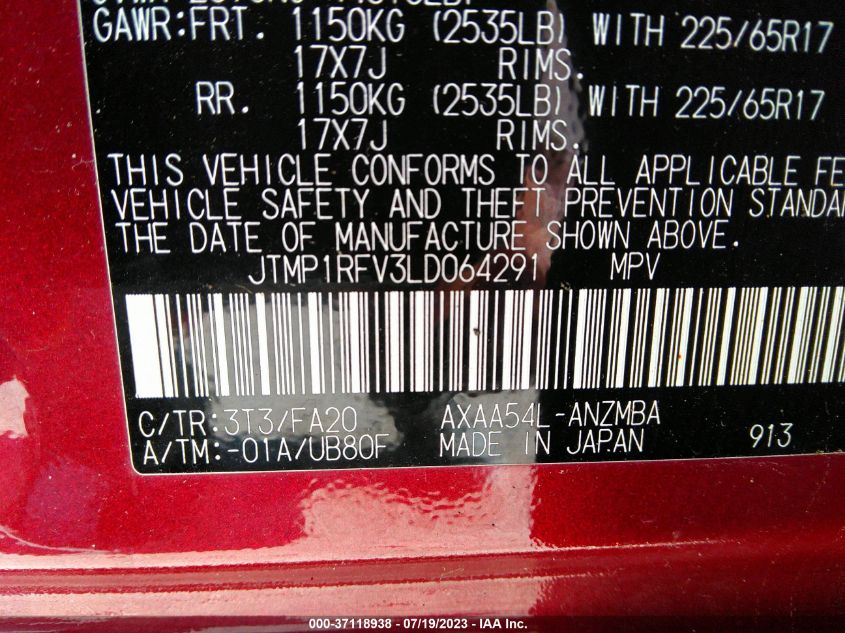 GAWR:FRT. 1150KG (2535LB) WITH 225/65R17
17X7J RIMS.
RR. 1150KG (2535LB) WITH 225/65R17
17X7J RIMS.
THIS VEHICLE CONFORMS TO ALL APPLICABLE FE
VEHICLE SAFETY AND THEFT PREVENTION STANDA
THE DATE OF MANUFACTURE SHOWN ABOVE.
JTMP1RFV3LD064291 MPV
C/TR:3T3/FA20 AXAA54L-ANZMBA
A/TM:-01A/UB80F MADE IN JAPAN 913
000-37118938 - 07/19/2023 - IAA Inc.